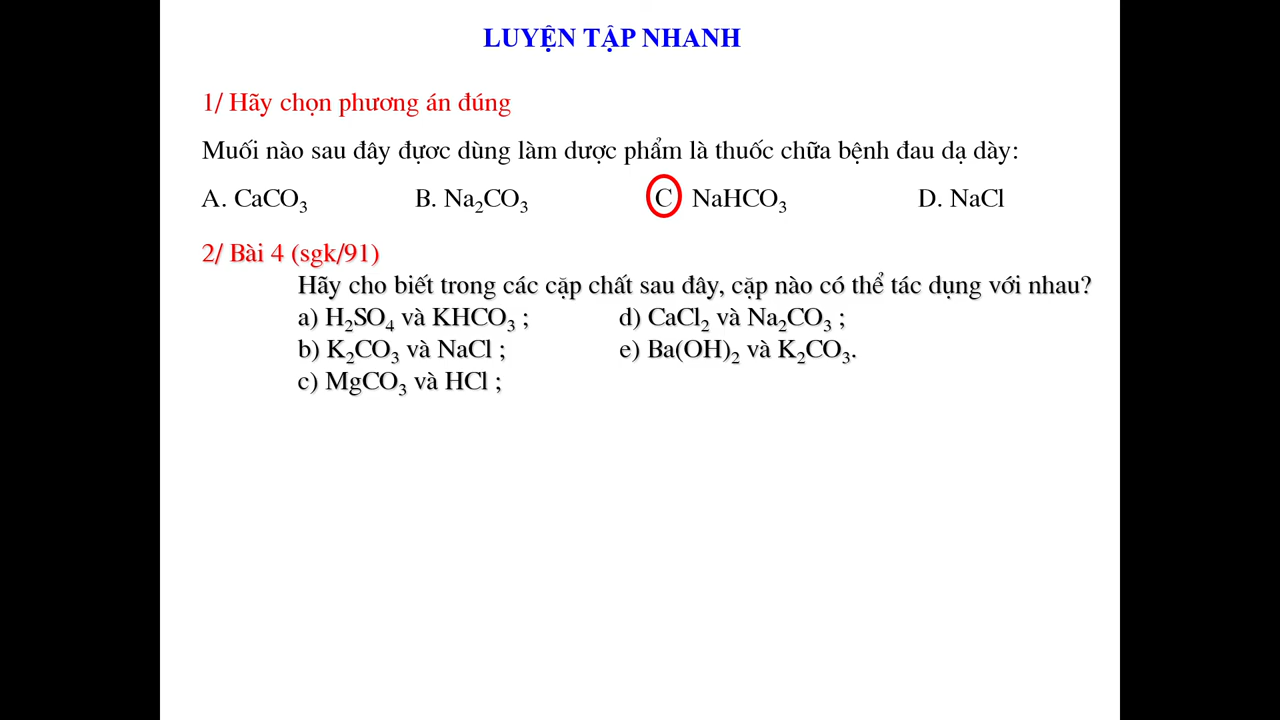 LUYỆN TẬP NHANH
1/ Hãy chọn phương án đúng
Muối nào sau đây đựơc dùng làm dược phẩm là thuốc chữa bệnh đau dạ dày:
A. CaCO₃ B. Na₂CO₃ C NaHCO₃ D. NaCl
2/ Bài 4 (sgk/91)
Hãy cho biết trong các cặp chất sau đây, cặp nào có thể tác dụng với nhau?
a) H₂SO₄ và KHCO₃ ; d) CaCl₂ và Na₂CO₃ ;
b) K₂CO₃ và NaCl ; e) Ba(OH)₂ và K₂CO₃.
c) MgCO₃ và HCl ;